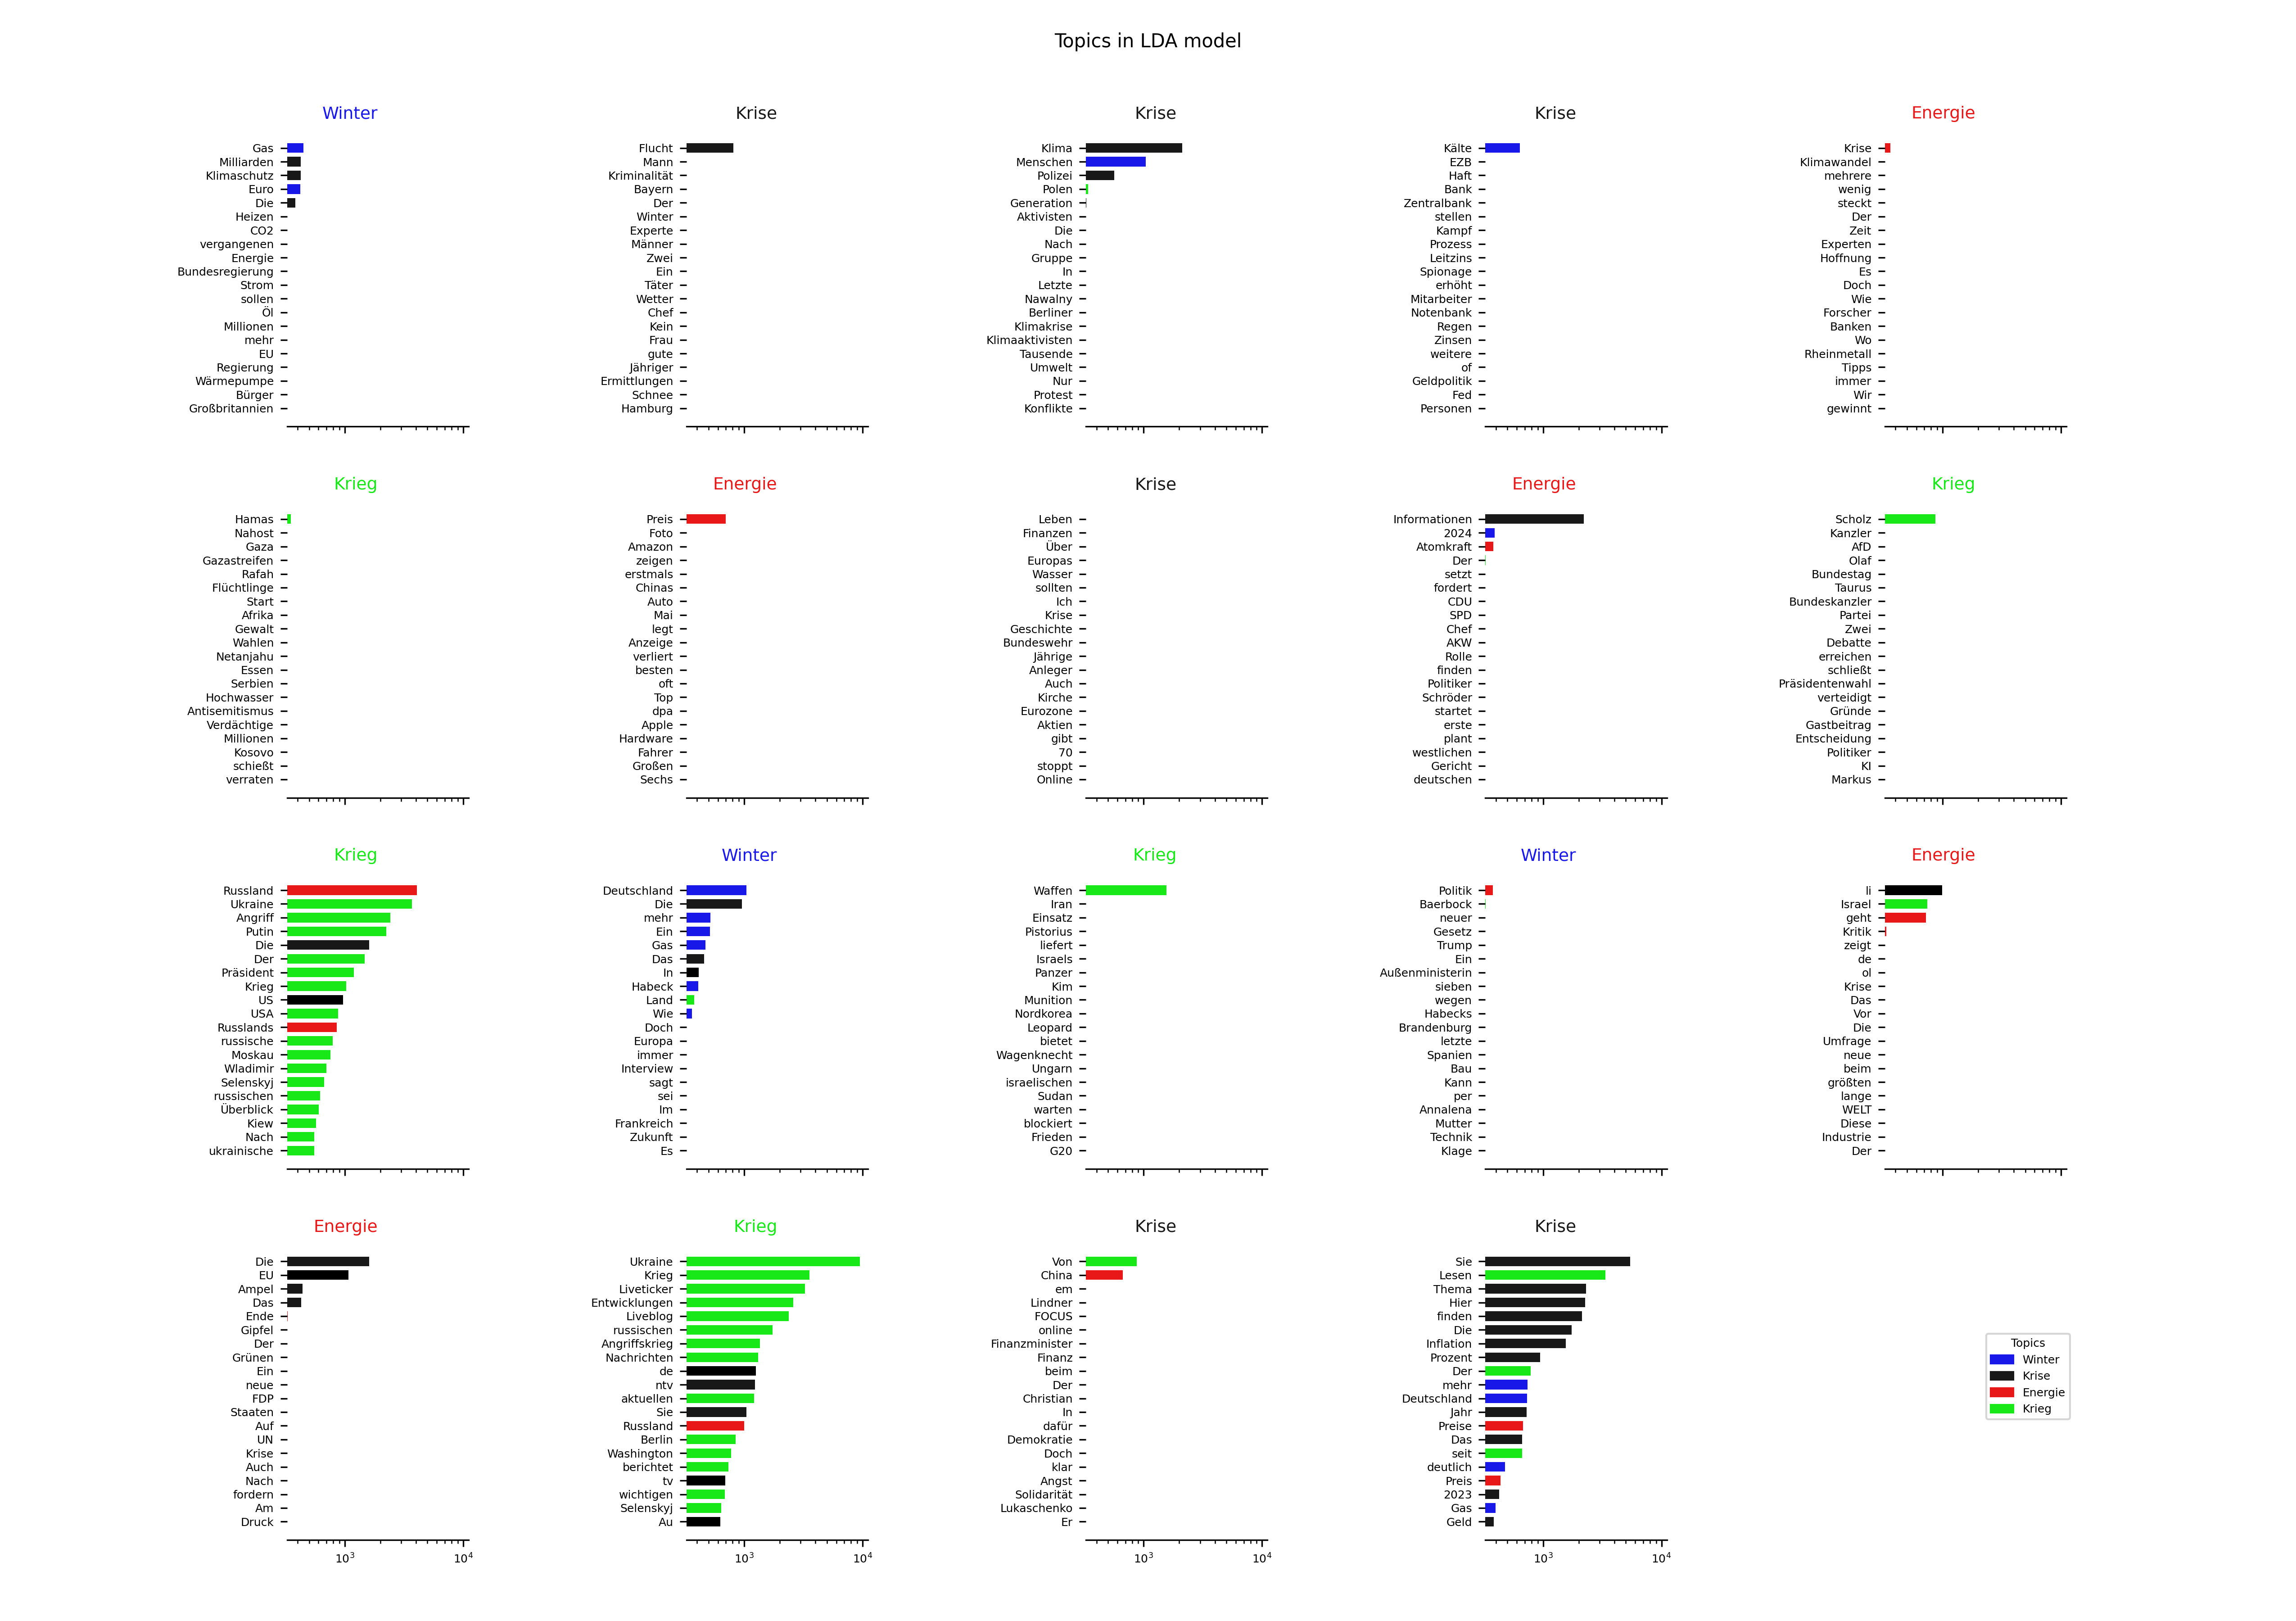 Topics in LDA model
Winter
Gas
Milliarden
Klimaschutz
Euro
Die
Heizen
CO2
vergangenen
Energie
Bundesregierung
Strom
sollen
Öl
Millionen
mehr
EU
Regierung
Wärmepumpe
Bürger
Großbritannien
Krise
Flucht
Mann
Kriminalität
Bayern
Der
Winter
Experte
Männer
Zwei
Ein
Täter
Wetter
Chef
Kein
Frau
gute
Jähriger
Ermittlungen
Schnee
Hamburg
Krise
Klima
Menschen
Polizei
Polen
Generation
Aktivisten
Die
Nach
Gruppe
In
Letzte
Nawalny
Berliner
Klimakrise
Klimaaktivisten
Tausende
Umwelt
Nur
Protest
Konflikte
Krise
Kälte
EZB
Haft
Bank
Zentralbank
stellen
Kampf
Prozess
Leitzins
Spionage
erhöht
Mitarbeiter
Notenbank
Regen
Zinsen
weitere
of
Geldpolitik
Fed
Personen
Energie
Krise
Klimawandel
mehrere
wenig
steckt
Der
Zeit
Experten
Hoffnung
Es
Doch
Wie
Forscher
Banken
Wo
Rheinmetall
Tipps
immer
Wir
gewinnt
Krieg
Hamas
Nahost
Gaza
Gazastreifen
Rafah
Flüchtlinge
Start
Afrika
Gewalt
Wahlen
Netanjahu
Essen
Serbien
Hochwasser
Antisemitismus
Verdächtige
Millionen
Kosovo
schießt
verraten
Energie
Preis
Foto
Amazon
zeigen
erstmals
Chinas
Auto
Mai
legt
Anzeige
verliert
besten
oft
Top
dpa
Apple
Hardware
Fahrer
Großen
Sechs
Krise
Leben
Finanzen
Über
Europas
Wasser
sollten
Ich
Krise
Geschichte
Bundeswehr
Jährige
Anleger
Auch
Kirche
Eurozone
Aktien
gibt
70
stoppt
Online
Energie
Informationen
2024
Atomkraft
Der
setzt
fordert
CDU
SPD
Chef
AKW
Rolle
finden
Politiker
Schröder
startet
erste
plant
westlichen
Gericht
deutschen
Krieg
Scholz
Kanzler
AfD
Olaf
Bundestag
Taurus
Bundeskanzler
Partei
Zwei
Debatte
erreichen
schließt
Präsidentenwahl
verteidigt
Gründe
Gastbeitrag
Entscheidung
Politiker
KI
Markus
Krieg
Russland
Ukraine
Angriff
Putin
Die
Der
Präsident
Krieg
US
USA
Russlands
russische
Moskau
Wladimir
Selenskyj
russischen
Überblick
Kiew
Nach
ukrainische
Winter
Deutschland
Die
mehr
Ein
Gas
Das
In
Habeck
Land
Wie
Doch
Europa
immer
Interview
sagt
sei
Im
Frankreich
Zukunft
Es
Krieg
Waffen
Iran
Einsatz
Pistorius
liefert
Israels
Panzer
Kim
Munition
Nordkorea
Leopard
bietet
Wagenknecht
Ungarn
israelischen
Sudan
warten
blockiert
Frieden
G20
Winter
Politik
Baerbock
neuer
Gesetz
Trump
Ein
Außenministerin
sieben
wegen
Habecks
Brandenburg
letzte
Spanien
Bau
Kann
per
Annalena
Mutter
Technik
Klage
Energie
li
Israel
geht
Kritik
zeigt
de
ol
Krise
Das
Vor
Die
Umfrage
neue
beim
größten
lange
WELT
Diese
Industrie
Der
Energie
Die
EU
Ampel
Das
Ende
Gipfel
Der
Grünen
Ein
neue
FDP
Staaten
Auf
UN
Krise
Auch
Nach
fordern
Am
Druck
10³ 10⁴
Krieg
Ukraine
Krieg
Liveticker
Entwicklungen
Liveblog
russischen
Angriffskrieg
Nachrichten
de
ntv
aktuellen
Sie
Russland
Berlin
Washington
berichtet
tv
wichtigen
Selenskyj
Au
10³ 10⁴
Krise
Von
China
em
Lindner
FOCUS
online
Finanzminister
Finanz
beim
Der
Christian
In
dafür
Demokratie
Doch
klar
Angst
Solidarität
Lukaschenko
Er
10³ 10⁴
Krise
Sie
Lesen
Thema
Hier
finden
Die
Inflation
Prozent
Der
mehr
Deutschland
Jahr
Preise
Das
seit
deutlich
Preis
2023
Gas
Geld
10³ 10⁴
Topics
Winter
Krise
Energie
Krieg